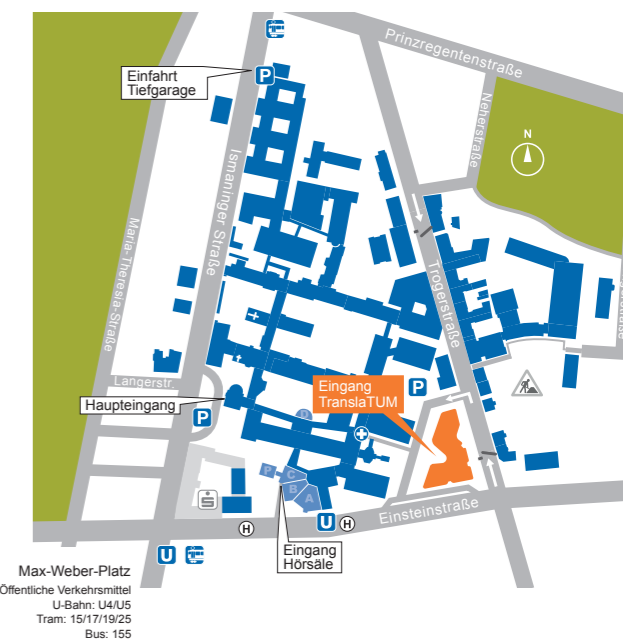 Prinzregentenstraße
Einfahrt
Tiefgarage
P
Neherstraße
N
Ismaninger Straße
Maria-Theresia-Straße
Trogerstraße
Langerstr.
Eingang
TranslaTUM
P
Haupteingang
P
D
P
C
B
A
S
H
U
H
Einsteinstraße
U
Eingang
Hörsäle
Max-Weber-Platz
Öffentliche Verkehrsmittel
U-Bahn: U4/U5
Tram: 15/17/19/25
Bus: 155